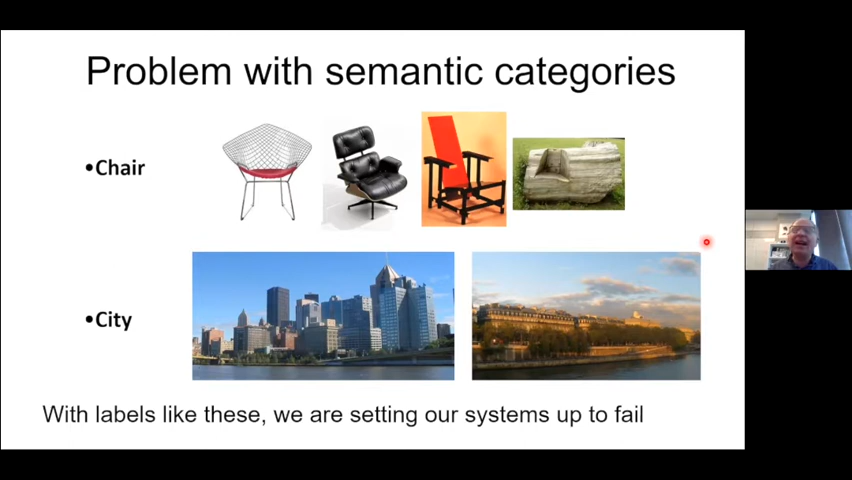 Problem with semantic categories
•Chair
•City
With labels like these, we are setting our systems up to fail